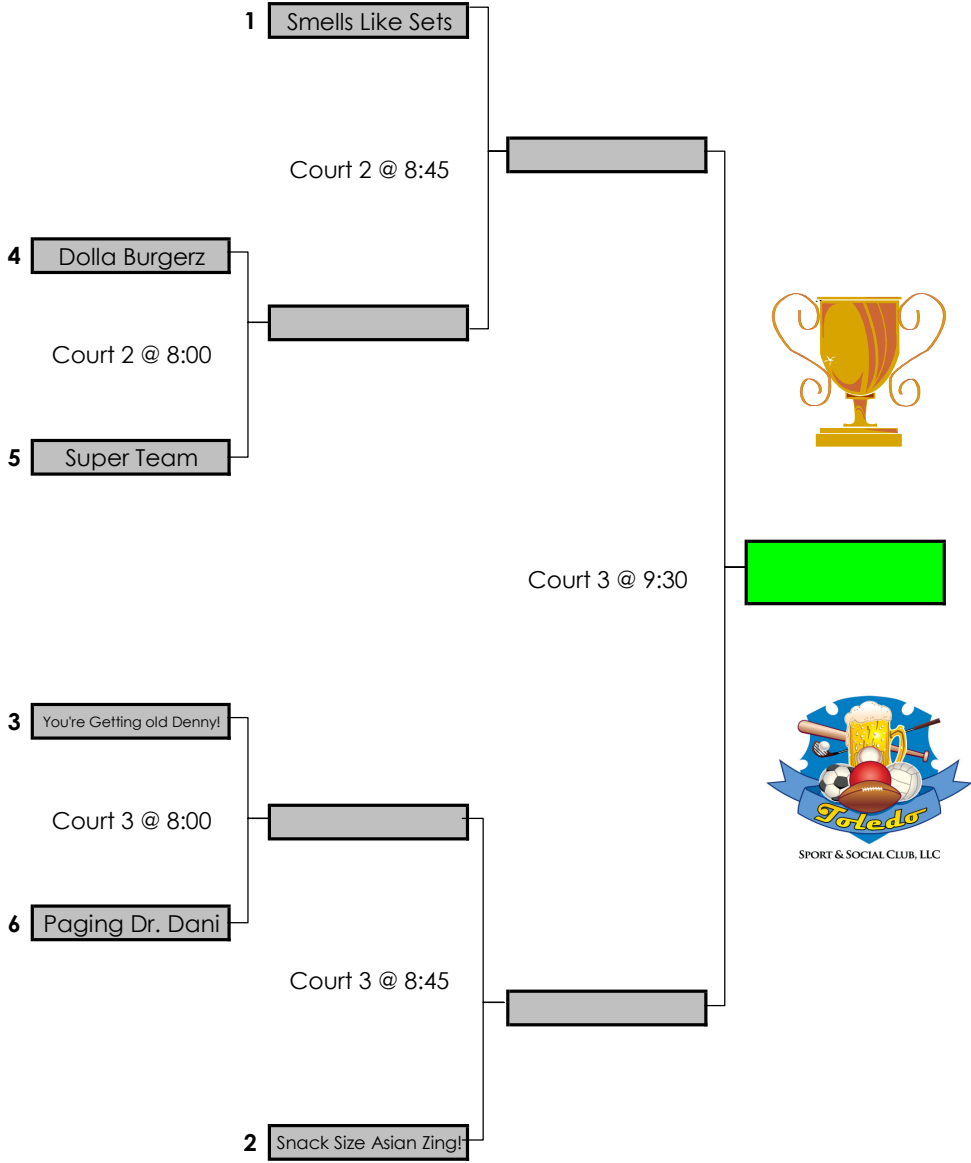 1 Smells Like Sets
Court 2 @ 8:45
4 Dolla Burgerz
Court 2 @ 8:00
5 Super Team
Court 3 @ 9:30
3 You're Getting old Denny!
Court 3 @ 8:00
6 Paging Dr. Dani
Court 3 @ 8:45
2 Snack Size Asian Zing!
Toledo
SPORT & SOCIAL CLUB, LLC